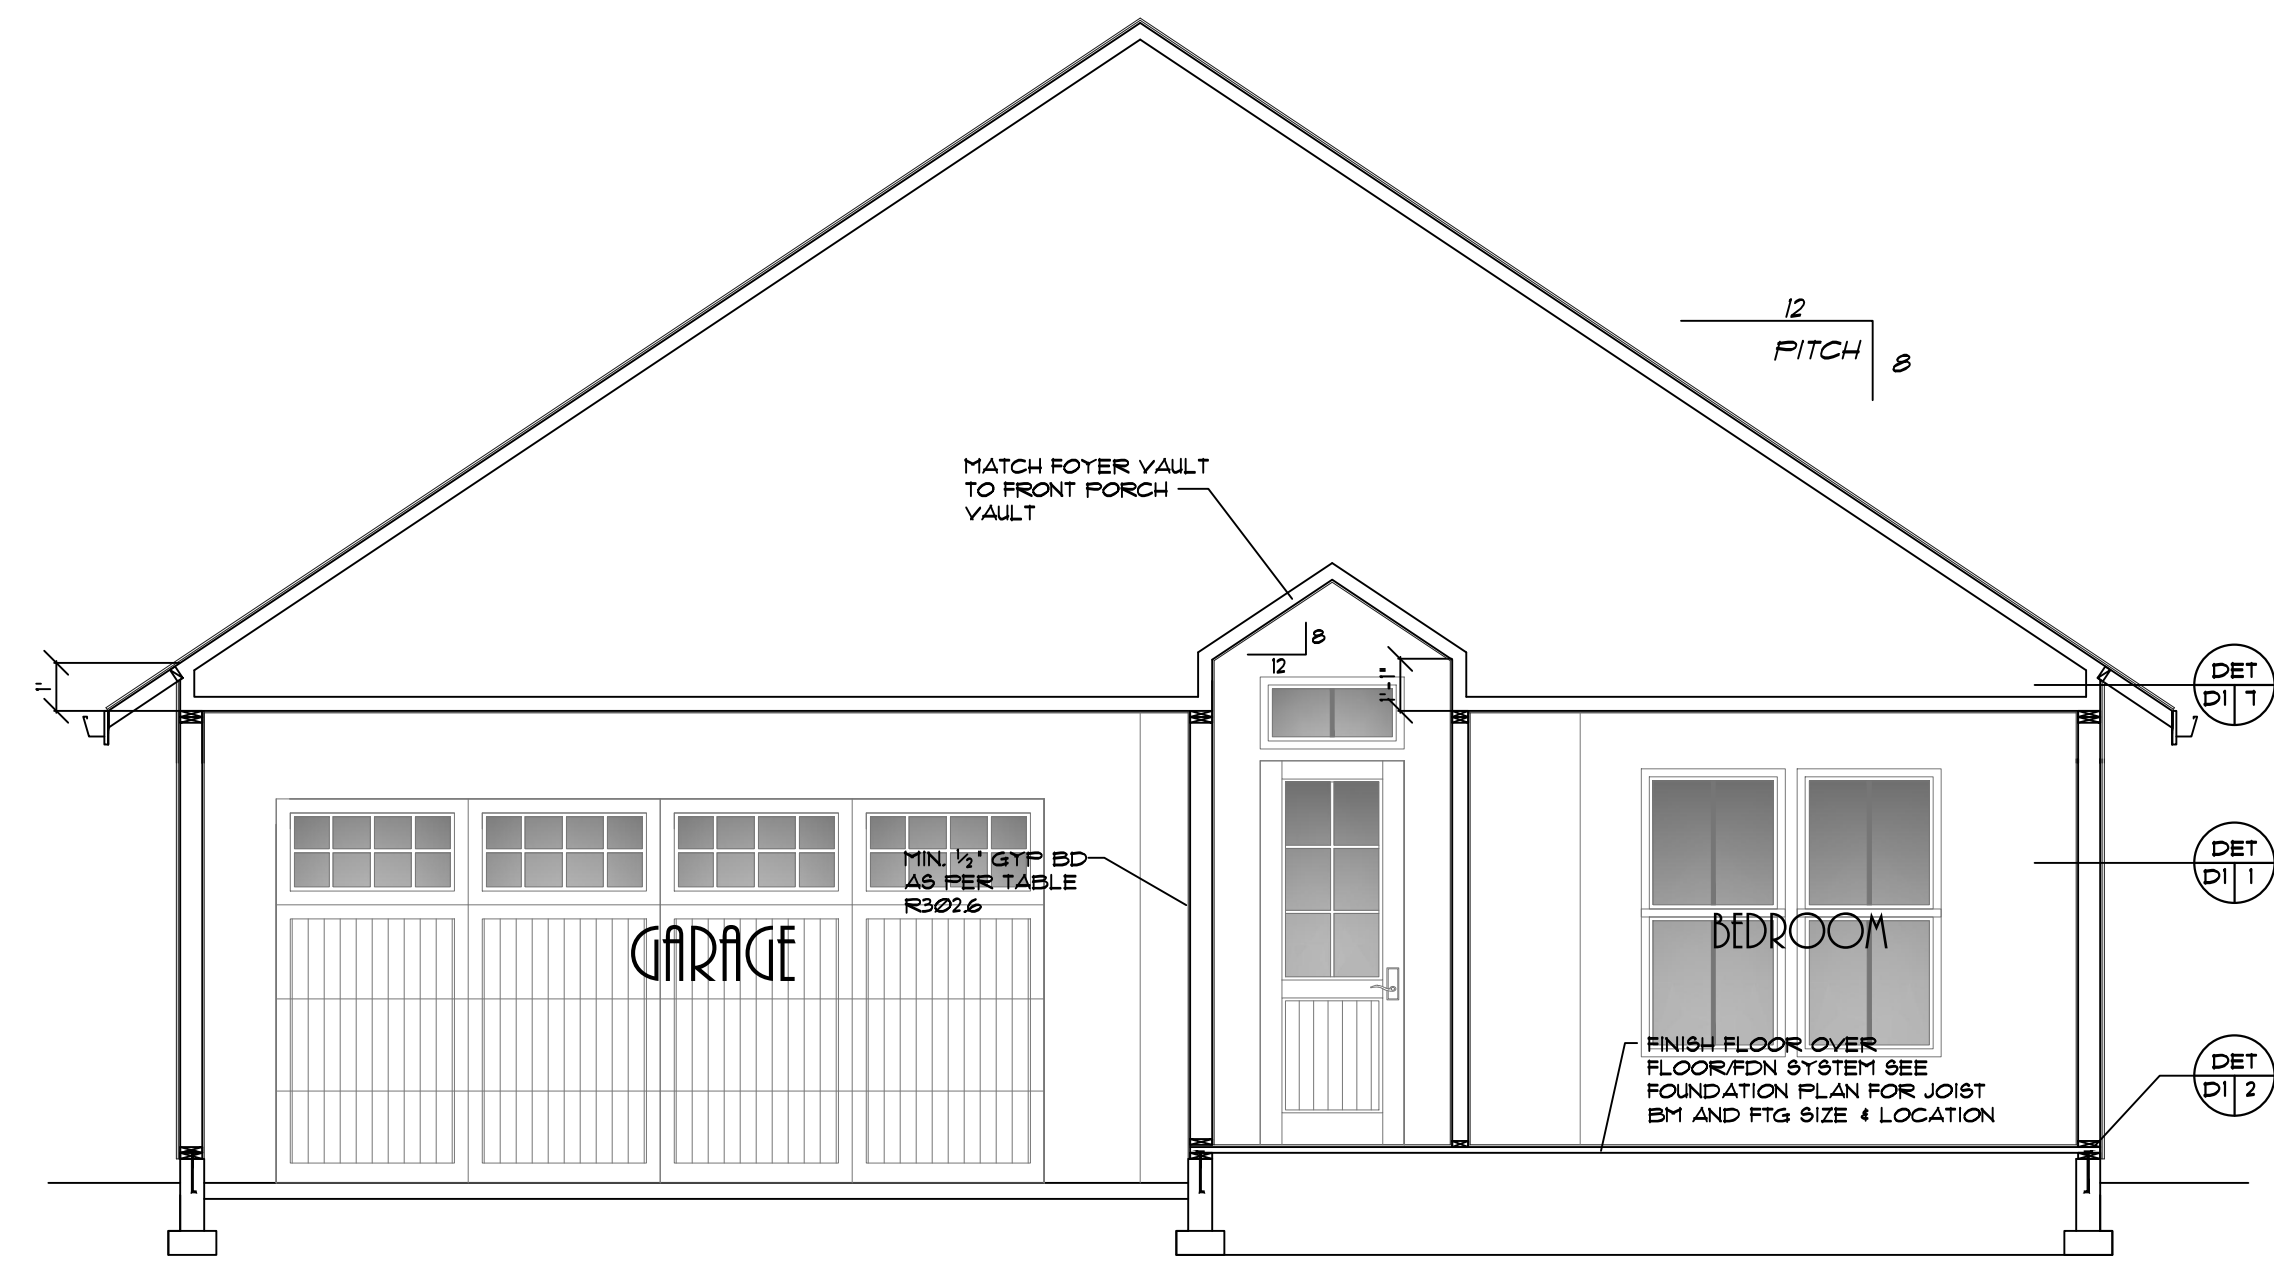 12
PITCH
8
MATCH FOYER VAULT
TO FRONT PORCH
VAULT
8
12
1"
1'-1"
DET
D1 7
MIN. ½" GYP BD
AS PER TABLE
R302.6
DET
D1 1
GARAGE
BEDROOM
FINISH FLOOR OVER
FLOOR/FDN SYSTEM SEE
FOUNDATION PLAN FOR JOIST
BM AND FTG SIZE & LOCATION
DET
D1 2